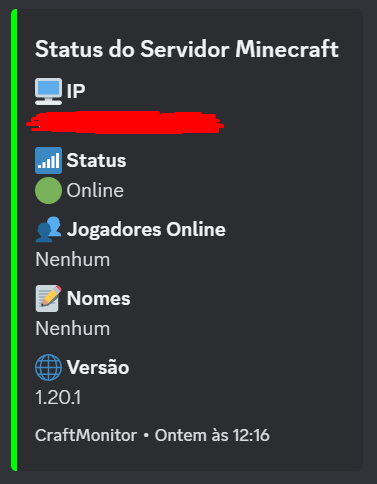 Status do Servidor Minecraft
IP
Status
Online
Jogadores Online
Nenhum
Nomes
Nenhum
Versão
1.20.1
CraftMonitor • Ontem às 12:16